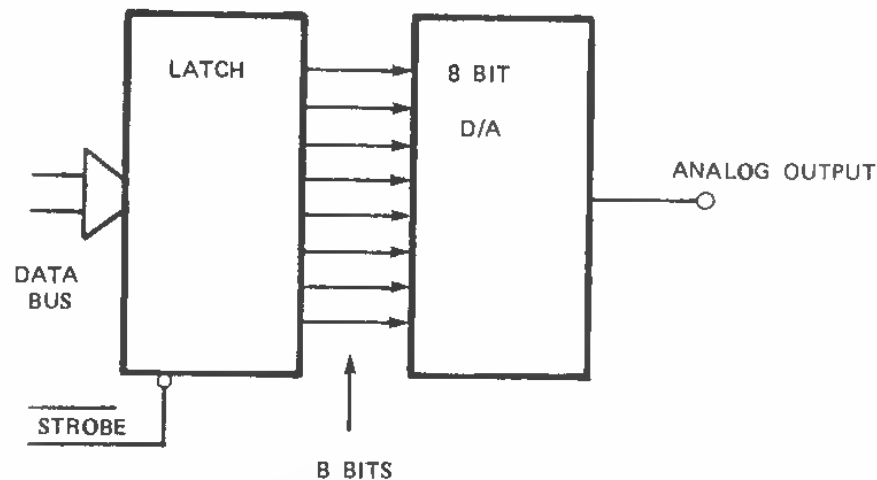 LATCH
8 BIT
D/A
ANALOG OUTPUT
DATA
BUS
STROBE
B BITS